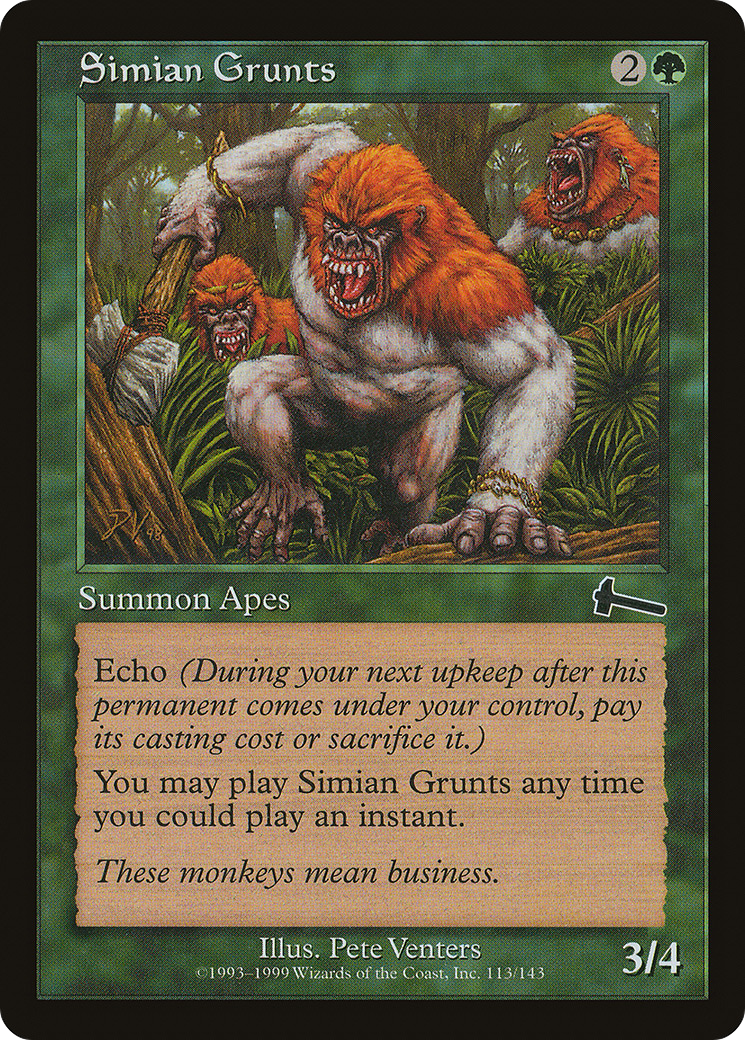 Simian Grunts
2
PV 98
Summon Apes
Echo (During your next upkeep after this
permanent comes under your control, pay
its casting cost or sacrifice it.)
You may play Simian Grunts any time
you could play an instant.
These monkeys mean business.
Illus. Pete Venters
©1993–1999 Wizards of the Coast, Inc. 113/143
3/4